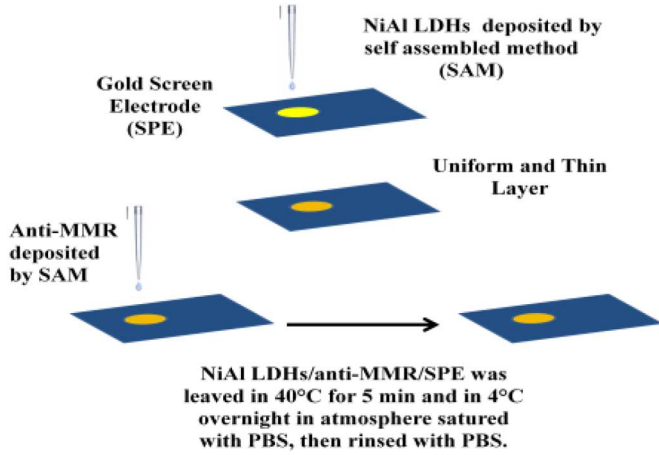 NiAl LDHs deposited by
self assembled method
(SAM)
Gold Screen
Electrode
(SPE)
Uniform and Thin
Layer
Anti-MMR
deposited
by SAM
NiAl LDHs/anti-MMR/SPE was
leaved in 40°C for 5 min and in 4°C
overnight in atmosphere satured
with PBS, then rinsed with PBS.